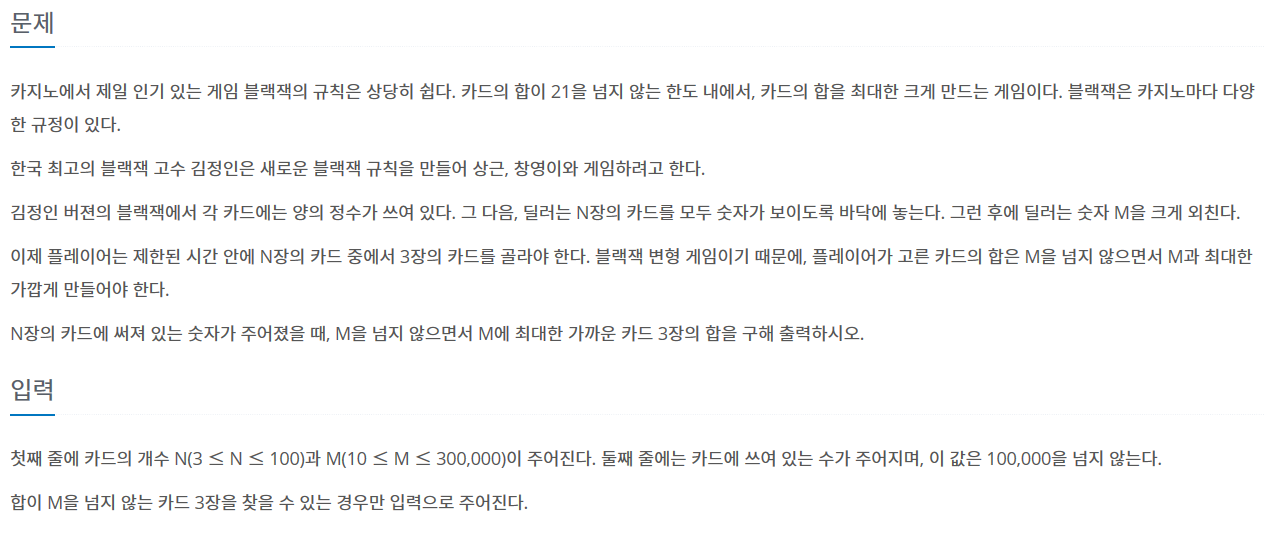 문제
카지노에서 제일 인기 있는 게임 블랙잭의 규칙은 상당히 쉽다. 카드의 합이 21을 넘지 않는 한도 내에서, 카드의 합을 최대한 크게 만드는 게임이다. 블랙잭은 카지노마다 다양
한 규정이 있다.
한국 최고의 블랙잭 고수 김정인은 새로운 블랙잭 규칙을 만들어 상근, 창영이와 게임하려고 한다.
김정인 버젼의 블랙잭에서 각 카드에는 양의 정수가 쓰여 있다. 그 다음, 딜러는 N장의 카드를 모두 숫자가 보이도록 바닥에 놓는다. 그런 후에 딜러는 숫자 M을 크게 외친다.
이제 플레이어는 제한된 시간 안에 N장의 카드 중에서 3장의 카드를 골라야 한다. 블랙잭 변형 게임이기 때문에, 플레이어가 고른 카드의 합은 M을 넘지 않으면서 M과 최대한
가깝게 만들어야 한다.
N장의 카드에 써져 있는 숫자가 주어졌을 때, M을 넘지 않으면서 M에 최대한 가까운 카드 3장의 합을 구해 출력하시오.
입력
첫째 줄에 카드의 개수 N(3 ≤ N ≤ 100)과 M(10 ≤ M ≤ 300,000)이 주어진다. 둘째 줄에는 카드에 쓰여 있는 수가 주어지며, 이 값은 100,000을 넘지 않는다.
합이 M을 넘지 않는 카드 3장을 찾을 수 있는 경우만 입력으로 주어진다.